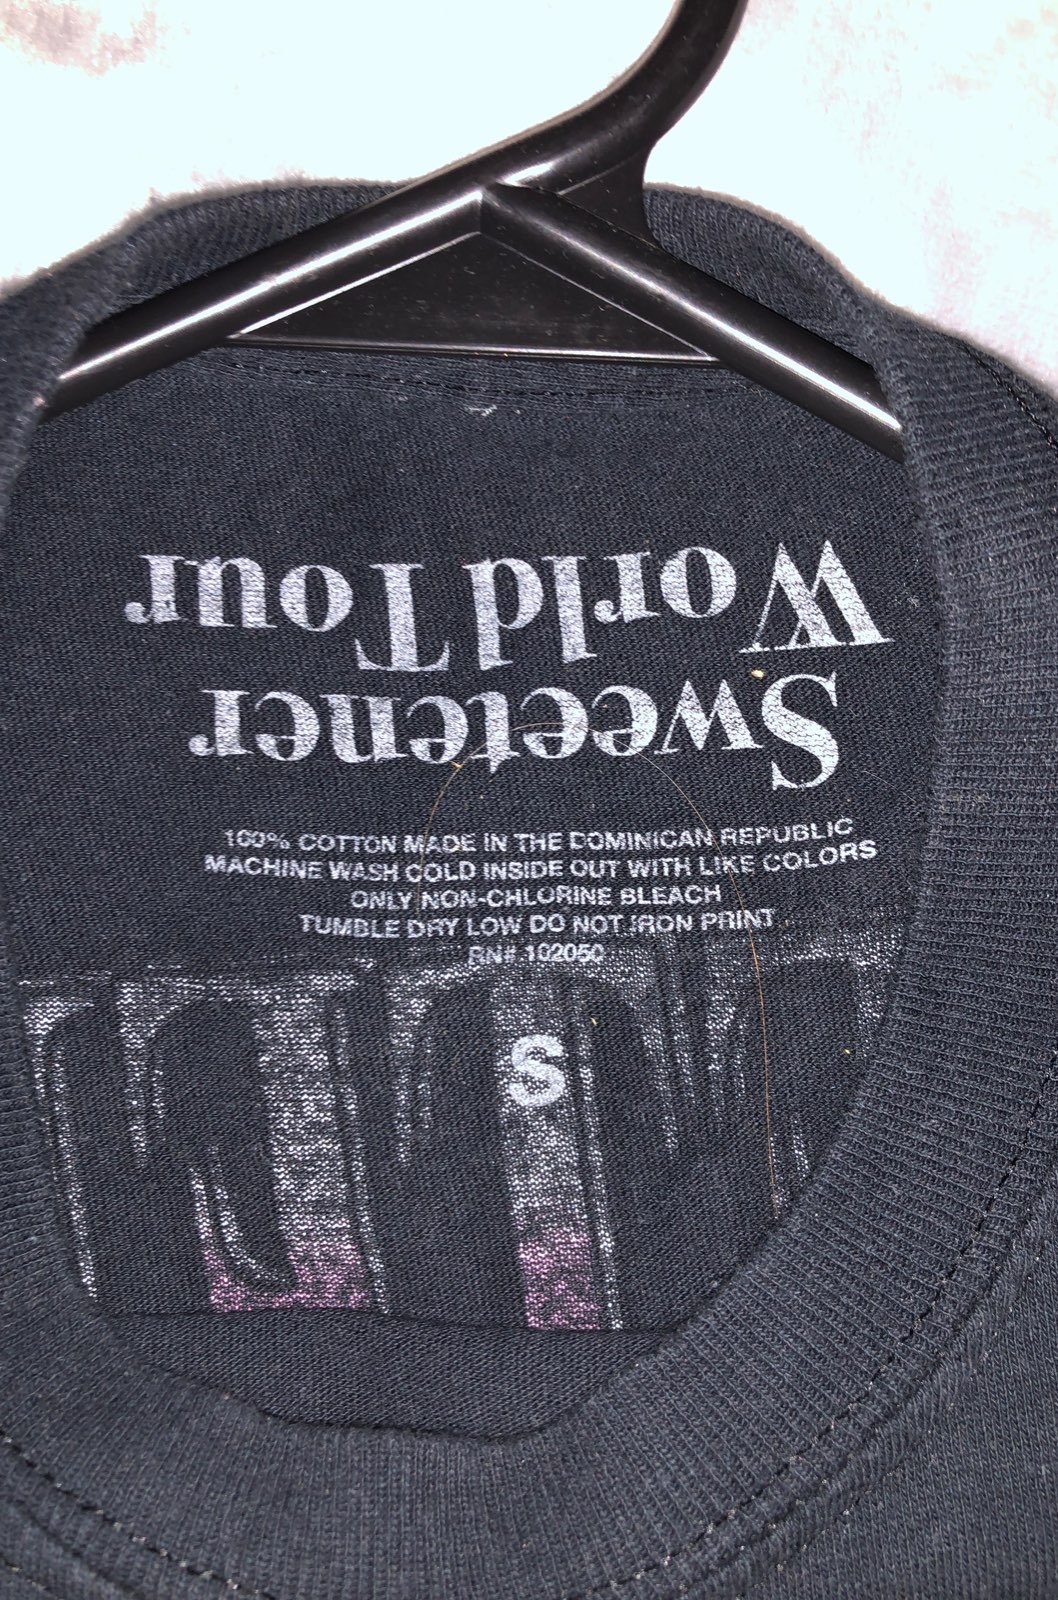 Sweetener
World Tour
100% COTTON MADE IN THE DOMINICAN REPUBLIC
MACHINE WASH COLD INSIDE OUT WITH LIKE COLORS
ONLY NON-CHLORINE BLEACH
TUMBLE DRY LOW DO NOT IRON PRINT
RN# 102050
S